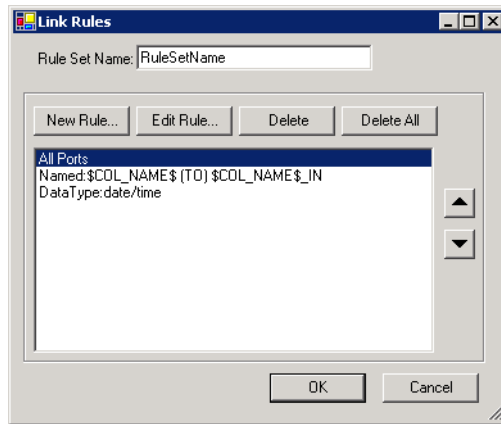 Link Rules
Rule Set Name: RuleSetName
New Rule... Edit Rule... Delete Delete All
All Ports
Named:$COL_NAME$ (TO) $COL_NAME$_IN
DataType:date/time
OK Cancel